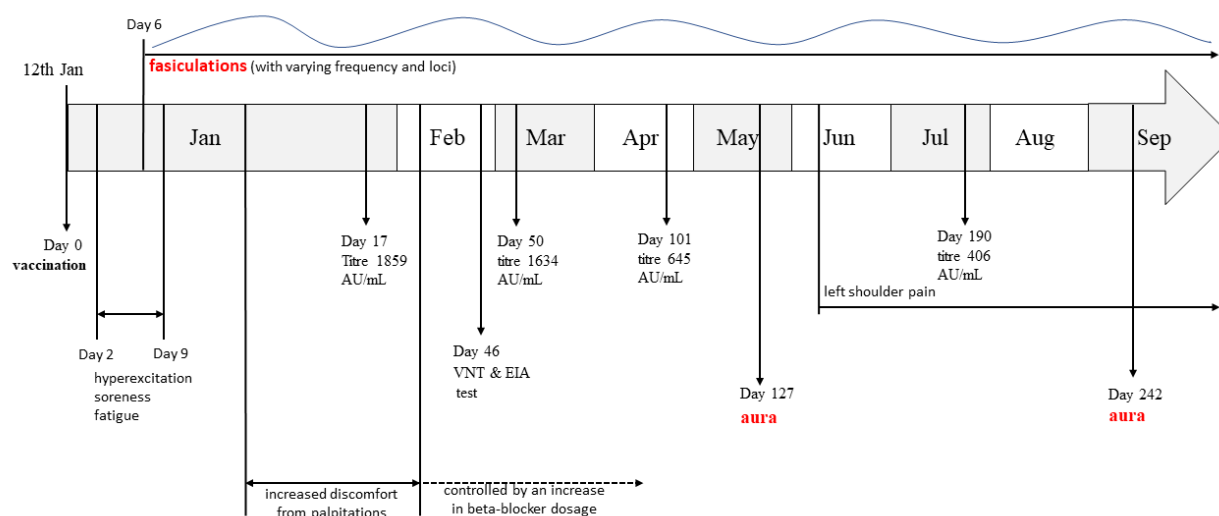 Day 6
fasiculations (with varying frequency and loci)
12th Jan
Jan
Feb
Mar
Apr
May
Jun
Jul
Aug
Sep
Day 0
vaccination
Day 17
Titre 1859
AU/mL
Day 50
titre 1634
AU/mL
Day 101
titre 645
AU/mL
Day 190
titre 406
AU/mL
left shoulder pain
Day 2
Day 9
hyperexcitation
soreness
fatigue
Day 46
VNT & EIA
test
Day 127
aura
Day 242
aura
increased discomfort
from palpitations
controlled by an increase
in beta-blocker dosage